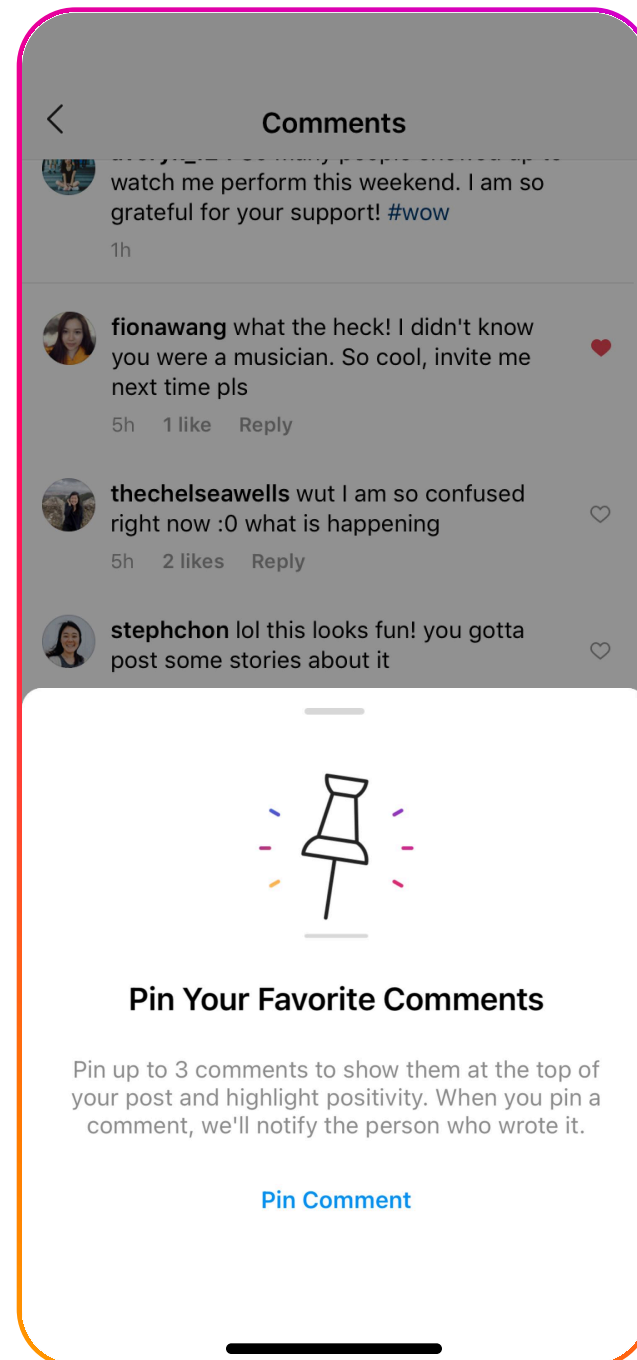 Comments
watch me perform this weekend. I am so
grateful for your support! #wow
1h
fionawang what the heck! I didn't know
you were a musician. So cool, invite me
next time pls
5h 1 like Reply
thechelseawells wut I am so confused
right now :0 what is happening
5h 2 likes Reply
stephchon lol this looks fun! you gotta
post some stories about it
Pin Your Favorite Comments
Pin up to 3 comments to show them at the top of
your post and highlight positivity. When you pin a
comment, we'll notify the person who wrote it.
Pin Comment